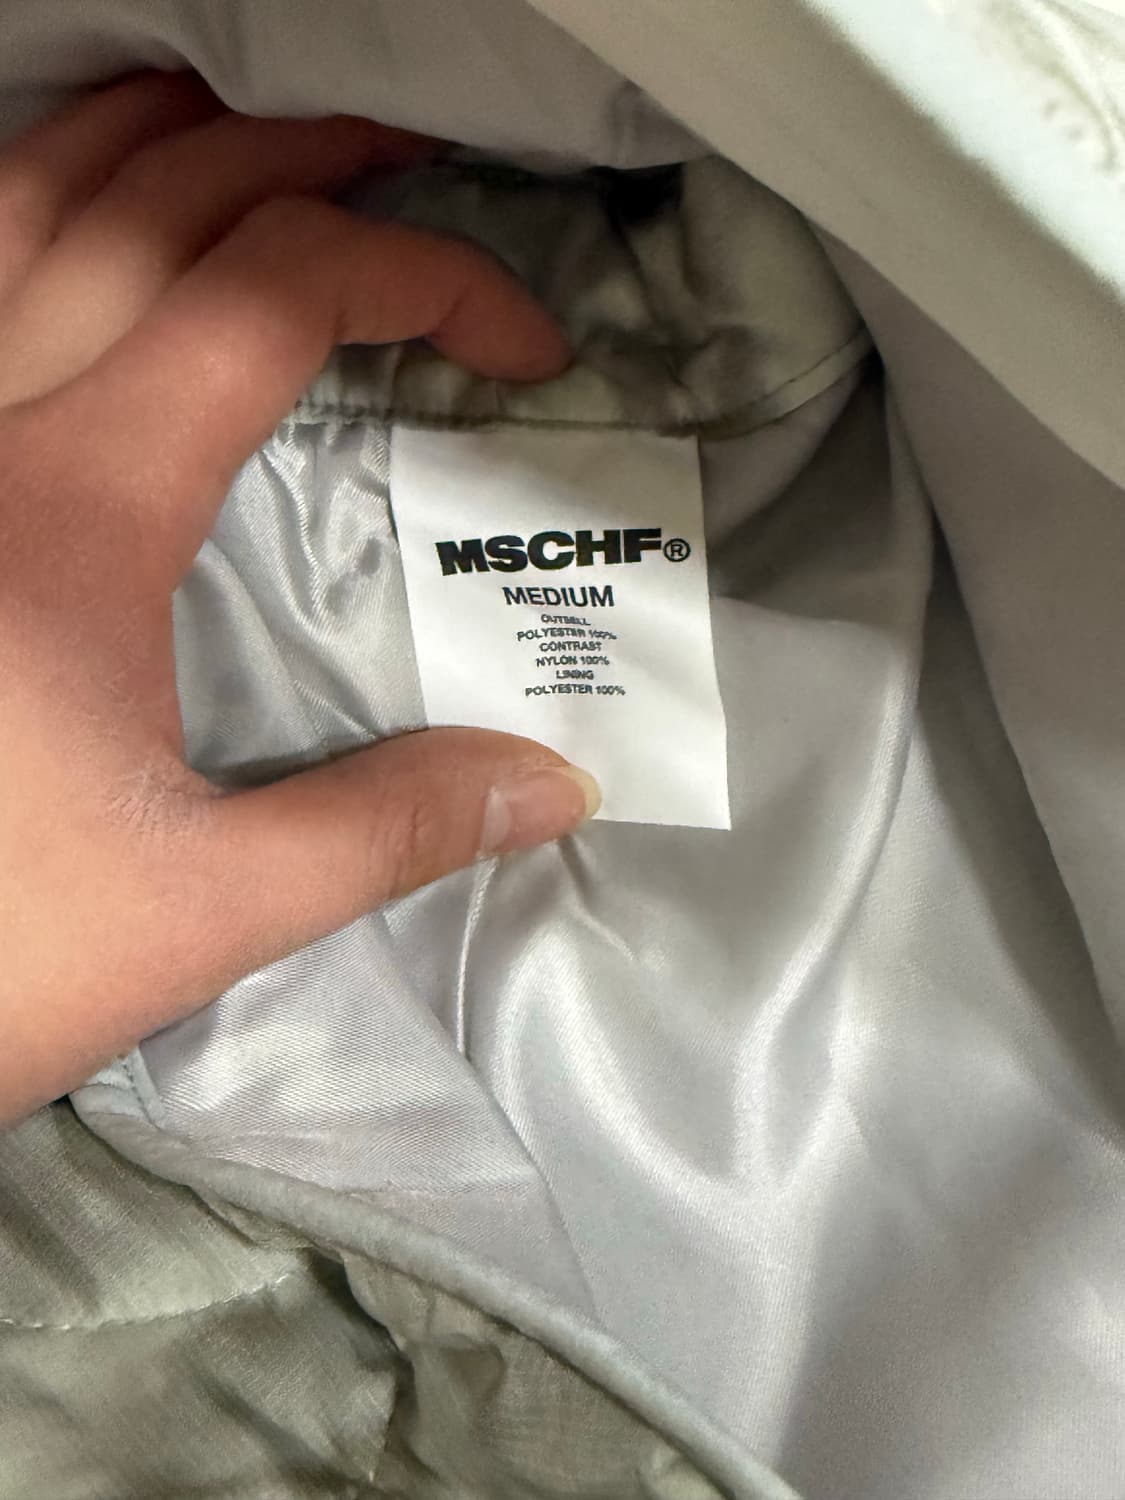 MSCHF®
MEDIUM
OUTSELL
POLYESTER 100%
CONTRAST
NYLON 100%
LINING
POLYESTER 100%